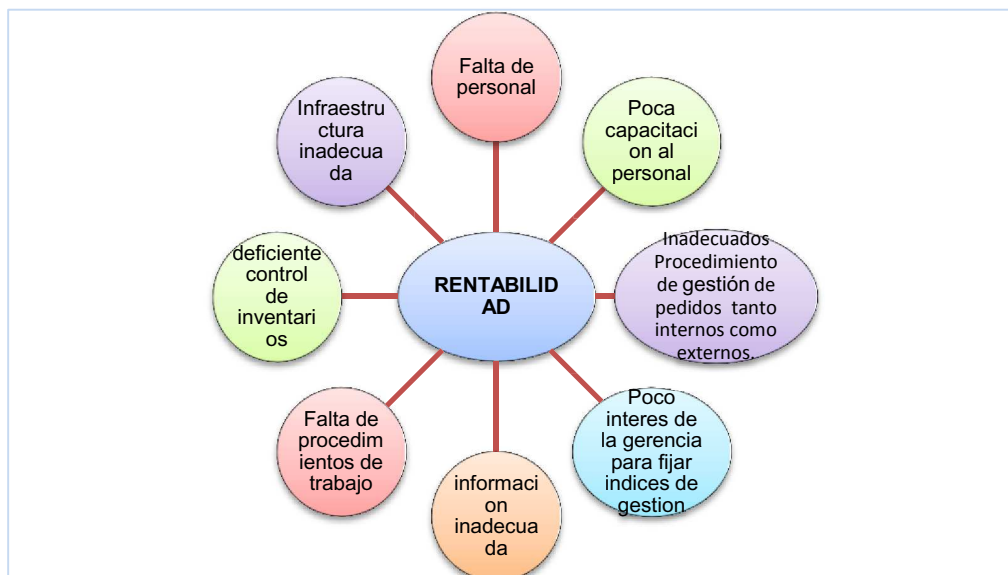 Falta de
personal
Poca
capacitaci
on al
personal
Inadecuados
Procedimiento
de gestión de
pedidos tanto
internos como
externos.
Poco
interes de
la gerencia
para fijar
indices de
gestion
informaci
on
inadecua
da
Falta de
procedim
ientos de
trabajo
deficiente
control
de
inventari
os
Infraestru
ctura
inadecua
da
RENTABILID
AD